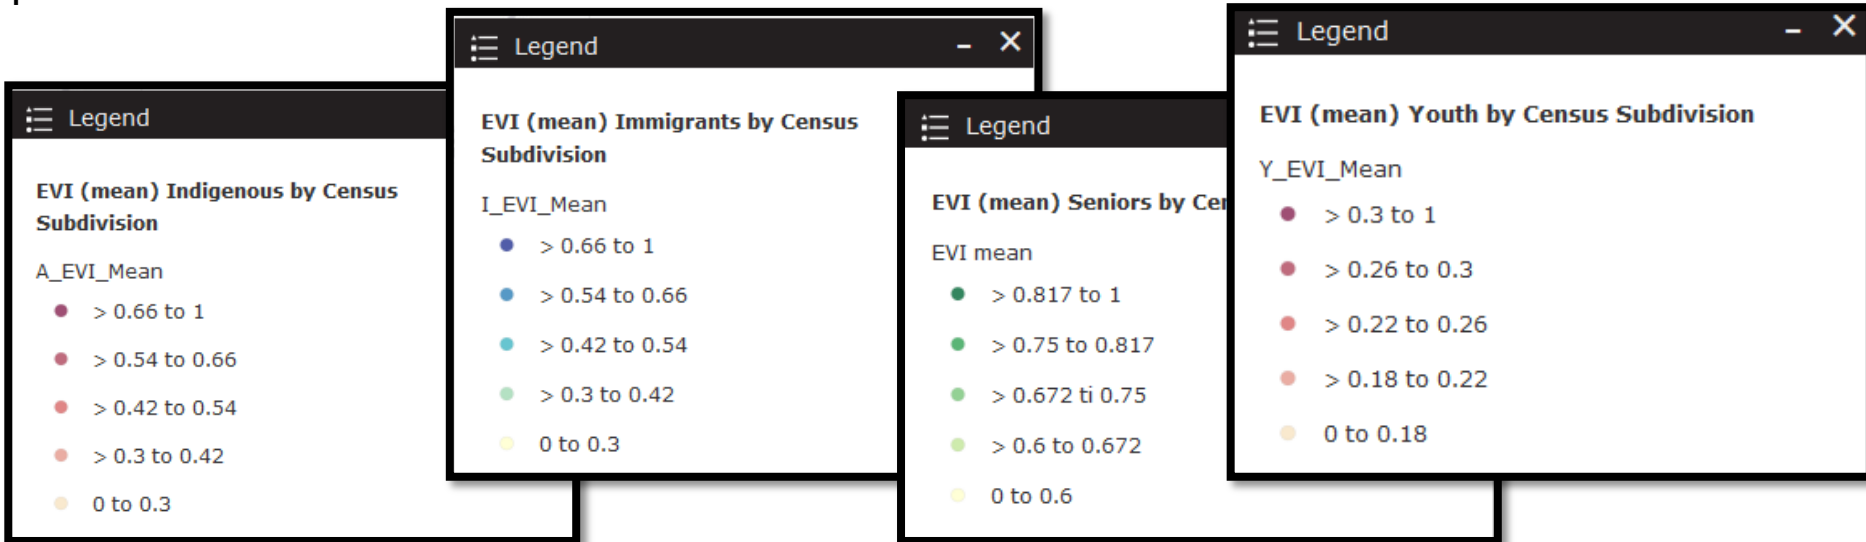 Legend
EVI (mean) Indigenous by Census
Subdivision
A_EVI_Mean
> 0.66 to 1
> 0.54 to 0.66
> 0.42 to 0.54
> 0.3 to 0.42
0 to 0.3
Legend
EVI (mean) Immigrants by Census
Subdivision
I_EVI_Mean
> 0.66 to 1
> 0.54 to 0.66
> 0.42 to 0.54
> 0.3 to 0.42
0 to 0.3
Legend
EVI (mean) Seniors by
EVI mean
> 0.817 to 1
> 0.75 to 0.817
> 0.672 ti 0.75
> 0.6 to 0.672
0 to 0.6
Legend
EVI (mean) Youth by Census Subdivision
Y_EVI_Mean
> 0.3 to 1
> 0.26 to 0.3
> 0.22 to 0.26
> 0.18 to 0.22
0 to 0.18